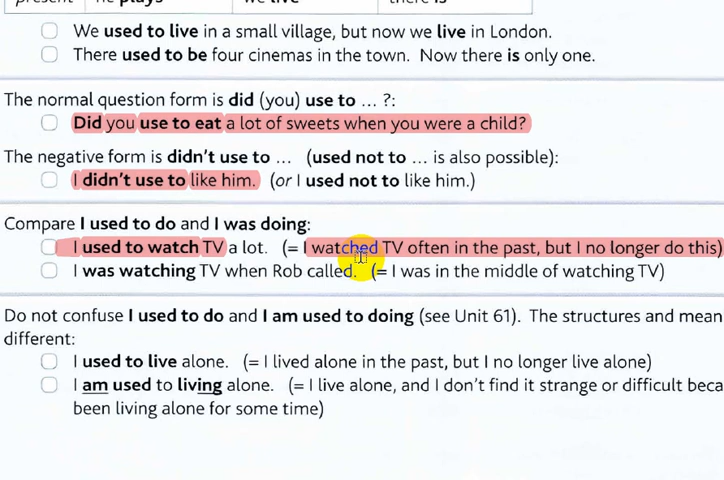 present he plays we live there is
We used to live in a small village, but now we live in London.
There used to be four cinemas in the town. Now there is only one.
The normal question form is did (you) use to ... ?:
Did you use to eat a lot of sweets when you were a child?
The negative form is didn't use to ... (used not to ... is also possible):
I didn't use to like him. (or I used not to like him.)
Compare I used to do and I was doing:
I used to watch TV a lot. (= I watched TV often in the past, but I no longer do this)
I was watching TV when Rob called. (= I was in the middle of watching TV)
Do not confuse I used to do and I am used to doing (see Unit 61). The structures and mean
different:
I used to live alone. (= I lived alone in the past, but I no longer live alone)
I am used to living alone. (= I live alone, and I don't find it strange or difficult beca
been living alone for some time)